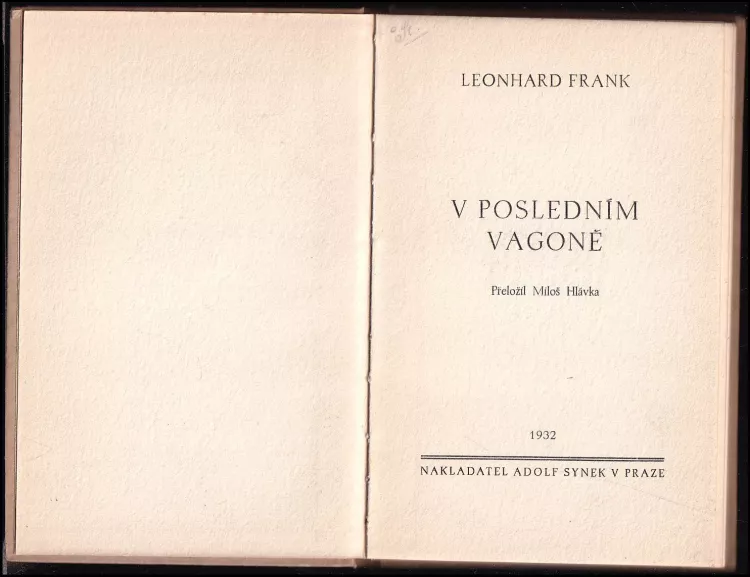 LEONHARD FRANK
V POSLEDNÍM
VAGONĚ
Přeložil Miloš Hlávka
1932
NAKLADATEL ADOLF SYNEK V PRAZE